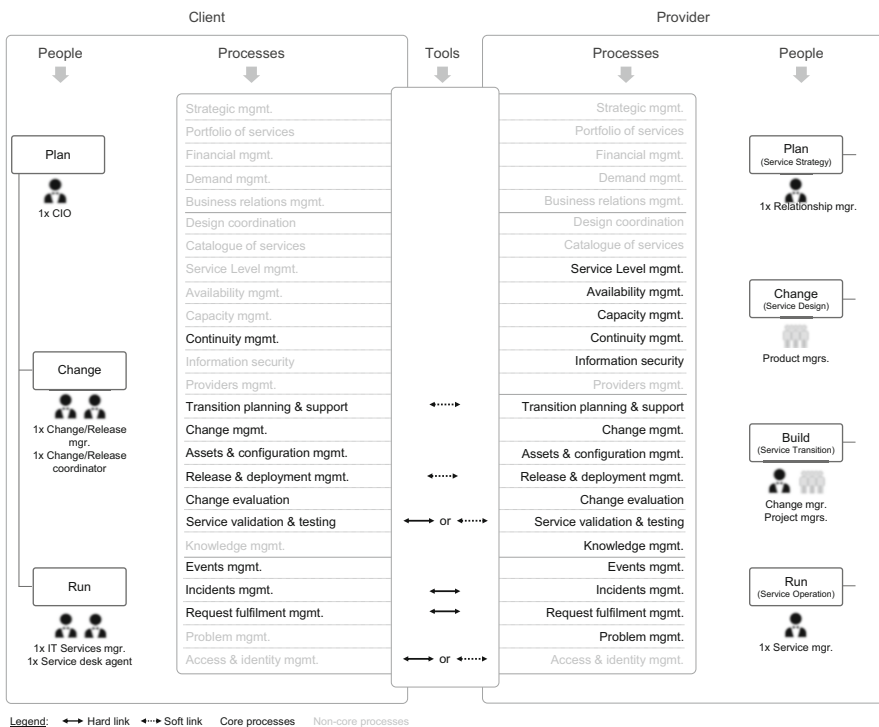 Client
Provider
People
Processes
Tools
Processes
People
Strategic mgmt.
Portfolio of services
Financial mgmt.
Demand mgmt.
Business relations mgmt.
Design coordination
Catalogue of services
Service Level mgmt.
Availability mgmt.
Capacity mgmt.
Continuity mgmt.
Information security
Providers mgmt.
Transition planning & support
Change mgmt.
Assets & configuration mgmt.
Release & deployment mgmt.
Change evaluation
Service validation & testing
Knowledge mgmt.
Events mgmt.
Incidents mgmt.
Request fulfilment mgmt.
Problem mgmt.
Access & identity mgmt.
Plan
1x CIO
Change
1x Change/Release
mgr.
1x Change/Release
coordinator
Run
1x IT Services mgr.
1x Service desk agent
or
or
Strategic mgmt.
Portfolio of services
Financial mgmt.
Demand mgmt.
Business relations mgmt.
Design coordination
Catalogue of services
Service Level mgmt.
Availability mgmt.
Capacity mgmt.
Continuity mgmt.
Information security
Providers mgmt.
Transition planning & support
Change mgmt.
Assets & configuration mgmt.
Release & deployment mgmt.
Change evaluation
Service validation & testing
Knowledge mgmt.
Events mgmt.
Incidents mgmt.
Request fulfilment mgmt.
Problem mgmt.
Access & identity mgmt.
Plan
(Service Strategy)
1x Relationship mgr.
Change
(Service Design)
Product mgrs.
Build
(Service Transition)
Change mgr.
Project mgrs.
Run
(Service Operation)
1x Service mgr.
Legend: Hard link Soft link Core processes Non-core processes